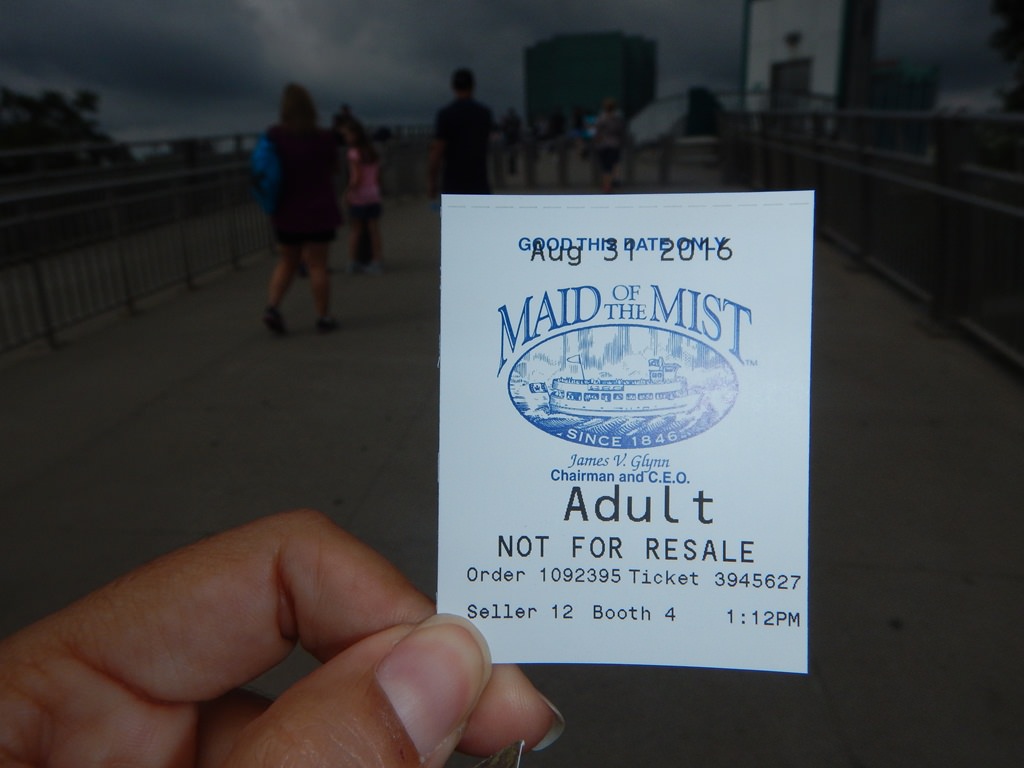 GOOD THIS DATE ONLY
Aug 31 2016
MAID OF THE MIST™
SINCE 1846
James V. Glynn
Chairman and C.E.O.
Adult
NOT FOR RESALE
Order 1092395 Ticket 3945627
Seller 12 Booth 4 1:12PM